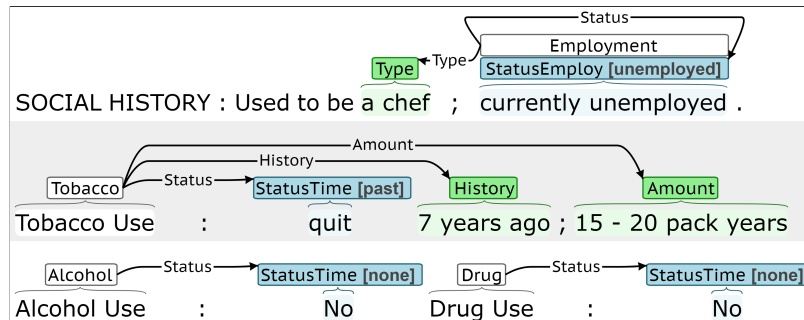 Status
Employment
Type Type StatusEmploy [unemployed]
SOCIAL HISTORY : Used to be a chef ; currently unemployed .
Amount
History
Tobacco Status StatusTime [past] History Amount
Tobacco Use : quit 7 years ago ; 15 - 20 pack years
Alcohol Status StatusTime [none] Drug Status StatusTime [none]
Alcohol Use : No Drug Use : No